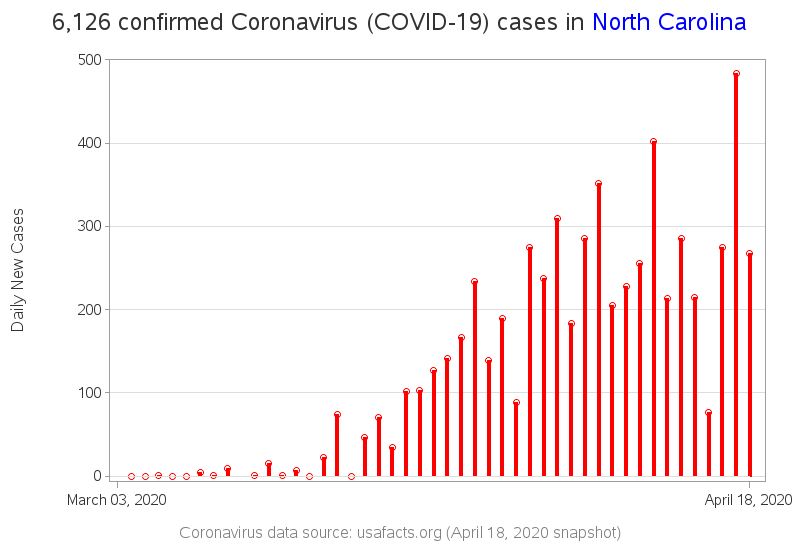 6,126 confirmed Coronavirus (COVID-19) cases in North Carolina
500
400
300
200
100
0
Daily New Cases
March 03, 2020
April 18, 2020
Coronavirus data source: usafacts.org (April 18, 2020 snapshot)